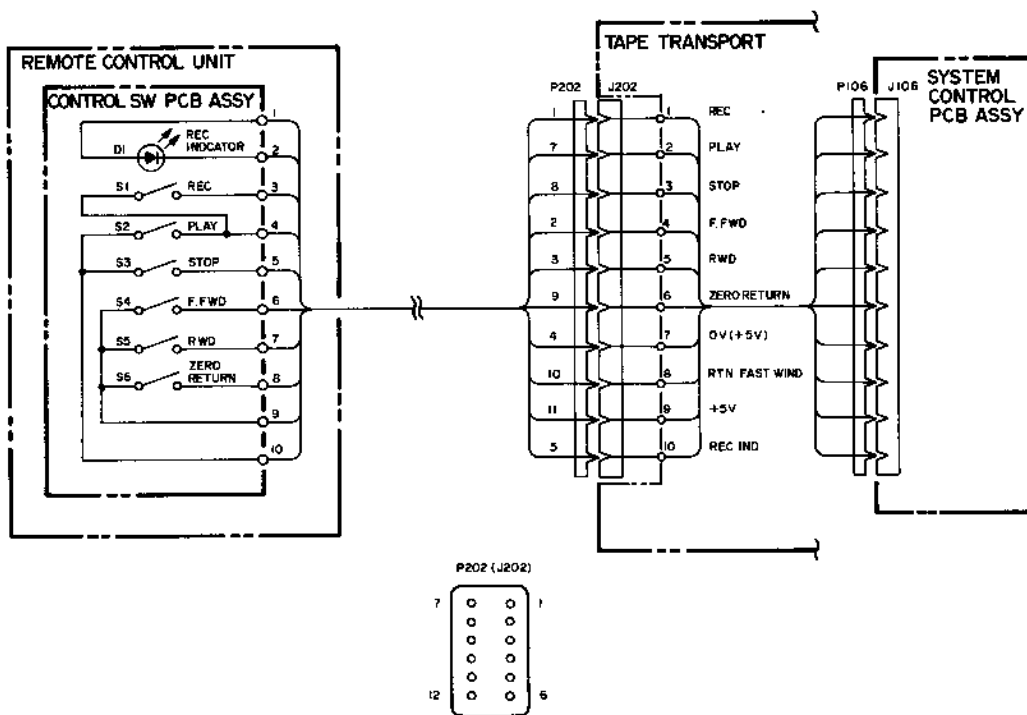 REMOTE CONTROL UNIT
CONTROL SW PCB ASSY
REC
INDCATOR
D1
S1
REC
S2
PLAY
S3
STOP
S4
F.FWD
S5
RWD
S6
ZERO
RETURN
1
2
3
4
5
6
7
8
9
10
TAPE TRANSPORT
P202
J202
1
7
8
2
3
9
4
10
11
5
1
2
3
4
5
6
7
8
9
10
REC
PLAY
STOP
F.FWD
RWD
ZERO RETURN
0V(+5V)
RTN FAST WIND
+5V
REC IND
P106
J106
SYSTEM
CONTROL
PCB ASSY
P202 (J202)
7
1
12
6